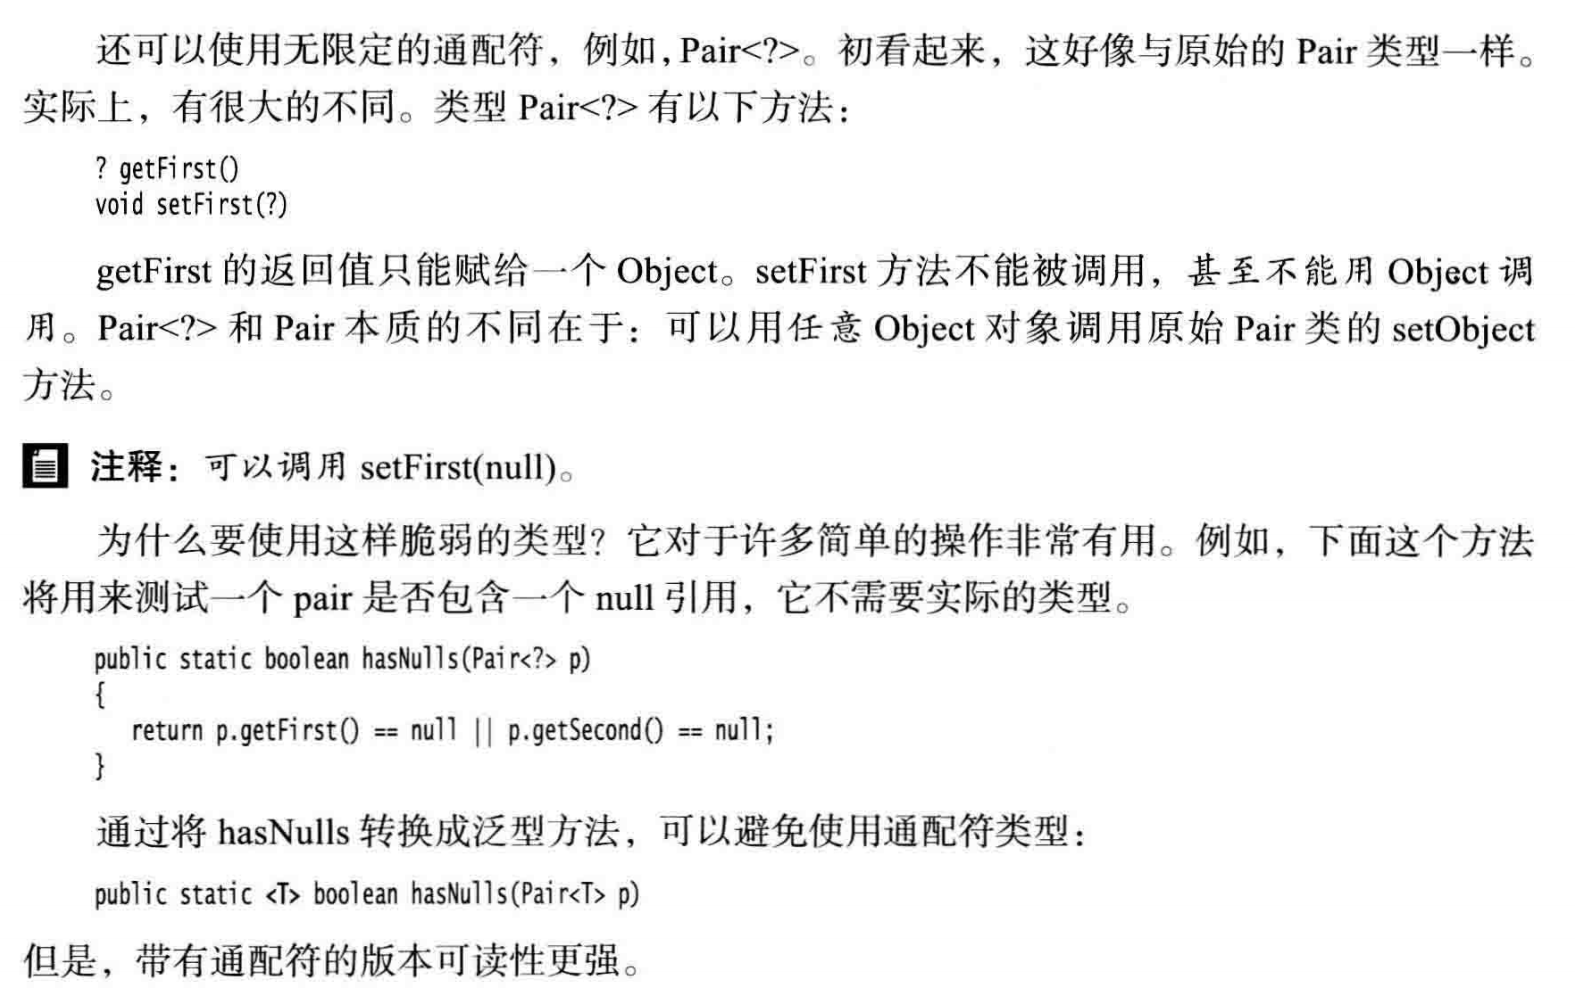 还可以使用无限定的通配符，例如，Pair<?>。初看起来，这好像与原始的 Pair 类型一样。
实际上，有很大的不同。类型 Pair<?> 有以下方法：
? getFirst()
void setFirst(?)
getFirst 的返回值只能赋给一个 Object。setFirst 方法不能被调用，甚至不能用 Object 调
用。Pair<?> 和 Pair 本质的不同在于：可以用任意 Object 对象调用原始 Pair 类的 setObject
方法。
注释：可以调用 setFirst(null)。
为什么要使用这样脆弱的类型？它对于许多简单的操作非常有用。例如，下面这个方法
将用来测试一个 pair 是否包含一个 null 引用，它不需要实际的类型。
public static boolean hasNulls(Pair<?> p)
{
return p.getFirst() == null || p.getSecond() == null;
}
通过将 hasNulls 转换成泛型方法，可以避免使用通配符类型：
public static <T> boolean hasNulls(Pair<T> p)
但是，带有通配符的版本可读性更强。